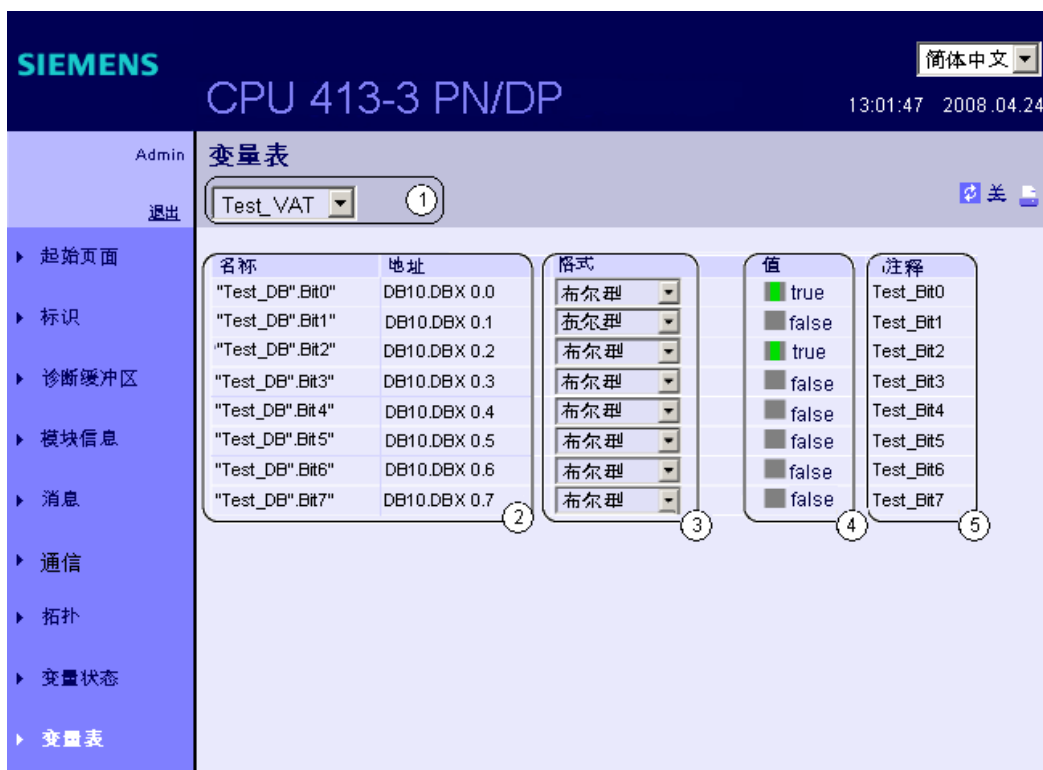 SIEMENS
简体中文
CPU 413-3 PN/DP
13:01:47 2008.04.24
Admin
变量表
退出
Test_VAT ①
关
起始页面
标识
诊断缓冲区
模块信息
消息
通信
拓扑
变量状态
变量表
名称 地址 格式 值 注释
"Test_DB".Bit0" DB10.DBX 0.0 布尔型 true Test_Bit0
"Test_DB".Bit1" DB10.DBX 0.1 布尔型 false Test_Bit1
"Test_DB".Bit2" DB10.DBX 0.2 布尔型 true Test_Bit2
"Test_DB".Bit3" DB10.DBX 0.3 布尔型 false Test_Bit3
"Test_DB".Bit4" DB10.DBX 0.4 布尔型 false Test_Bit4
"Test_DB".Bit5" DB10.DBX 0.5 布尔型 false Test_Bit5
"Test_DB".Bit6" DB10.DBX 0.6 布尔型 false Test_Bit6
"Test_DB".Bit7" DB10.DBX 0.7 布尔型 false Test_Bit7
② ③ ④ ⑤